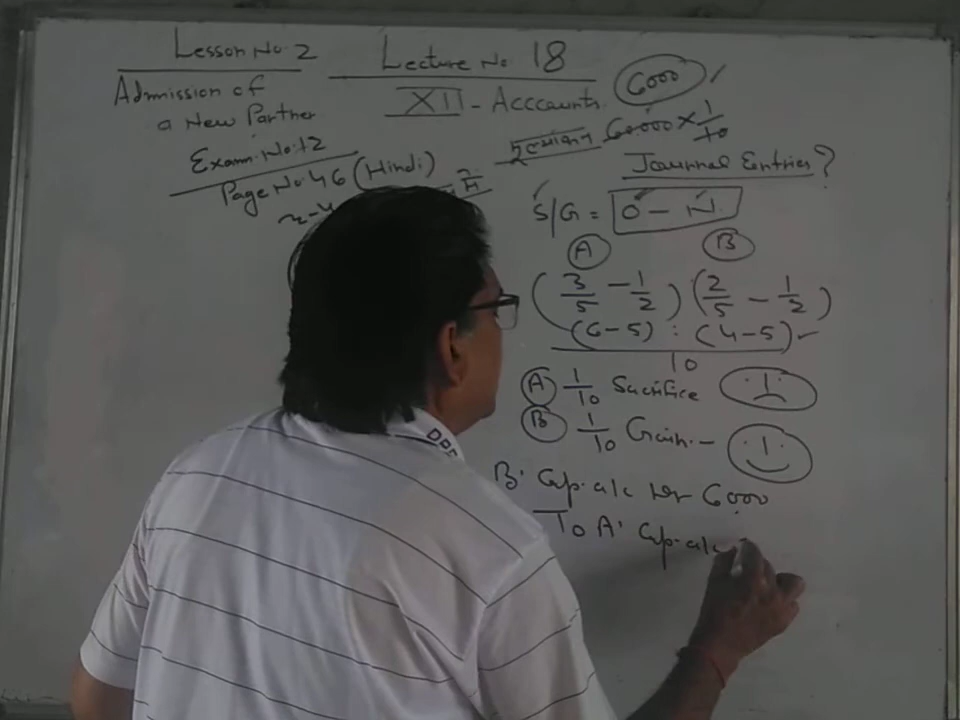 Lesson No. 2
Lecture No 18
Admission of
a New Partner
XII - Acccounts
6000 ✓
Exam. No. 12
Page No. 46 (Hindi)
60000 × 1/10
Journal Entries?
S/G = O - N
A B
(3/5 - 1/2) (2/5 - 1/2)
(6-5) : (4-5) ✓
10
A 1/10 Sacrifice
B 1/10 Gain -
B' Cap. a/c Dr 6000
To A' Cap. a/c